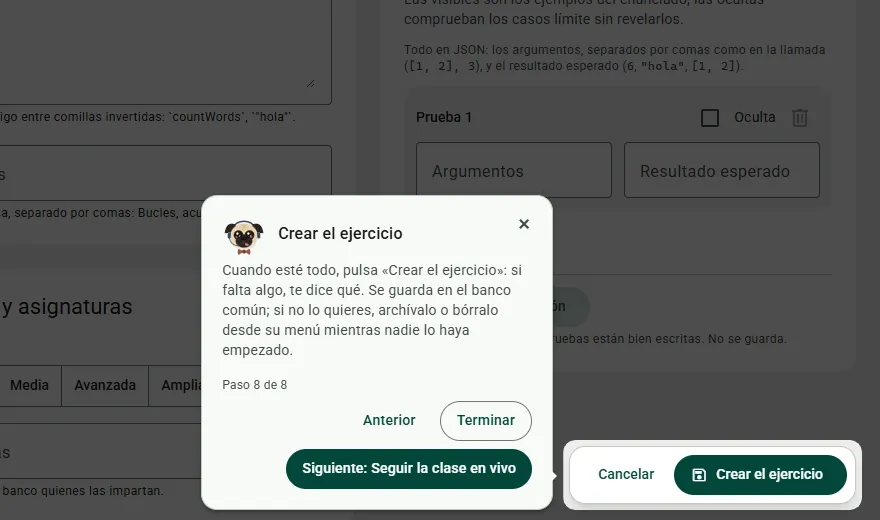 Las visibles son los ejemplos del enunciado, las ocultas
comprueban los casos límite sin revelarlos.
Todo en JSON: los argumentos, separados por comas como en la llamada
([1, 2], 3), y el resultado esperado (6, "hola", [1, 2]).
igo entre comillas invertidas: `countWords`, `"hola"`.
Prueba 1
Oculta
Argumentos
Resultado esperado
s
a, separado por comas: Bucles, acu
Crear el ejercicio
Cuando esté todo, pulsa «Crear el ejercicio»: si
falta algo, te dice qué. Se guarda en el banco
común; si no lo quieres, archívalo o bórralo
desde su menú mientras nadie lo haya
empezado.
Paso 8 de 8
Anterior
Terminar
Siguiente: Seguir la clase en vivo
y asignaturas
ón
ruebas están bien escritas. No se guarda.
Media
Avanzada
Amplia
as
banco quienes las impartan.
Cancelar
Crear el ejercicio